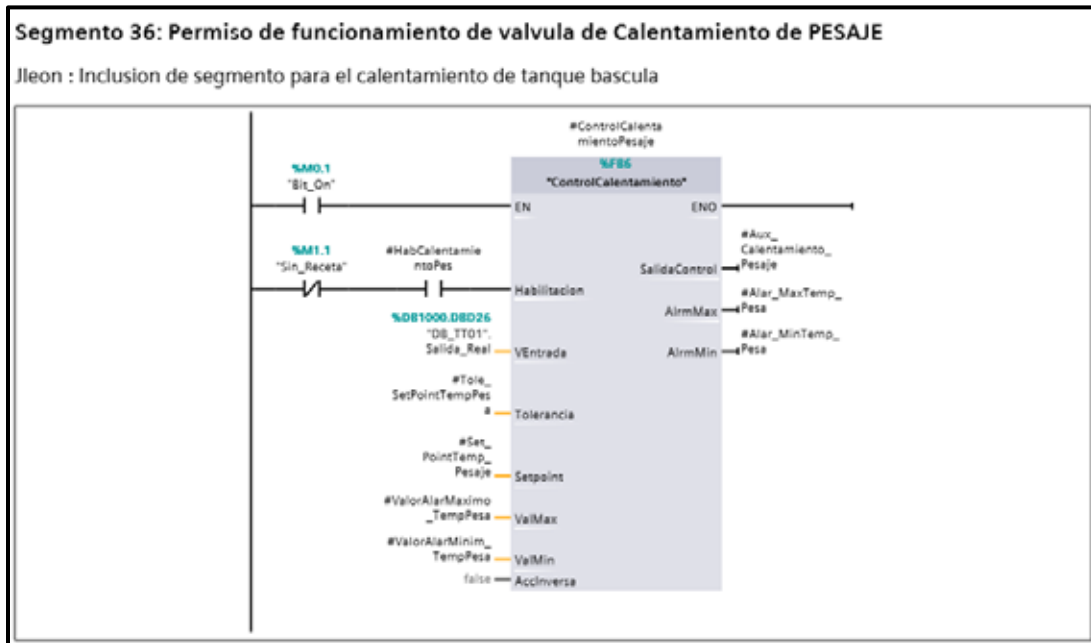 Segmento 36: Permiso de funcionamiento de valvula de Calentamiento de PESAJE
Jleon : Inclusion de segmento para el calentamiento de tanque bascula
#ControlCalenta
mientoPesaje
%FB6
"ControlCalentamiento"
%M0.1
"Bit_On"
EN
ENO
%M1.1
"Sin_Receta"
#HabCalentamie
ntoPes
Habilitacion
SalidaControl
#Aux_
Calentamiento_
Pesaje
%DB1000.DBD26
"DB_TT01".
Salida_Real
VEntrada
AlrmMax
#Alar_MaxTemp_
Pesa
AlrmMin
#Alar_MinTemp_
Pesa
#Tole_
SetPointTempPes
a
Tolerancia
#Set_
PointTemp_
Pesaje
Setpoint
#ValorAlarMaximo
_TempPesa
ValMax
#ValorAlarMinim_
TempPesa
ValMin
false
AccInversa